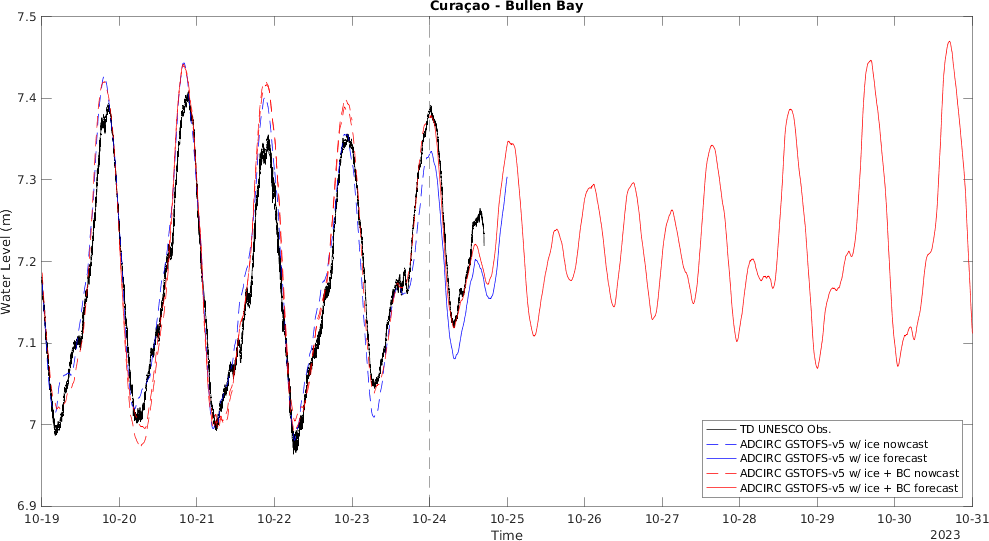 Curaçao - Bullen Bay
Water Level (m)
7.5
7.4
7.3
7.2
7.1
7
6.9
TD UNESCO Obs.
ADCIRC GSTOFS-v5 w/ ice nowcast
ADCIRC GSTOFS-v5 w/ ice forecast
ADCIRC GSTOFS-v5 w/ ice + BC nowcast
ADCIRC GSTOFS-v5 w/ ice + BC forecast
10-19 10-20 10-21 10-22 10-23 10-24 10-25 10-26 10-27 10-28 10-29 10-30 10-31
Time
2023